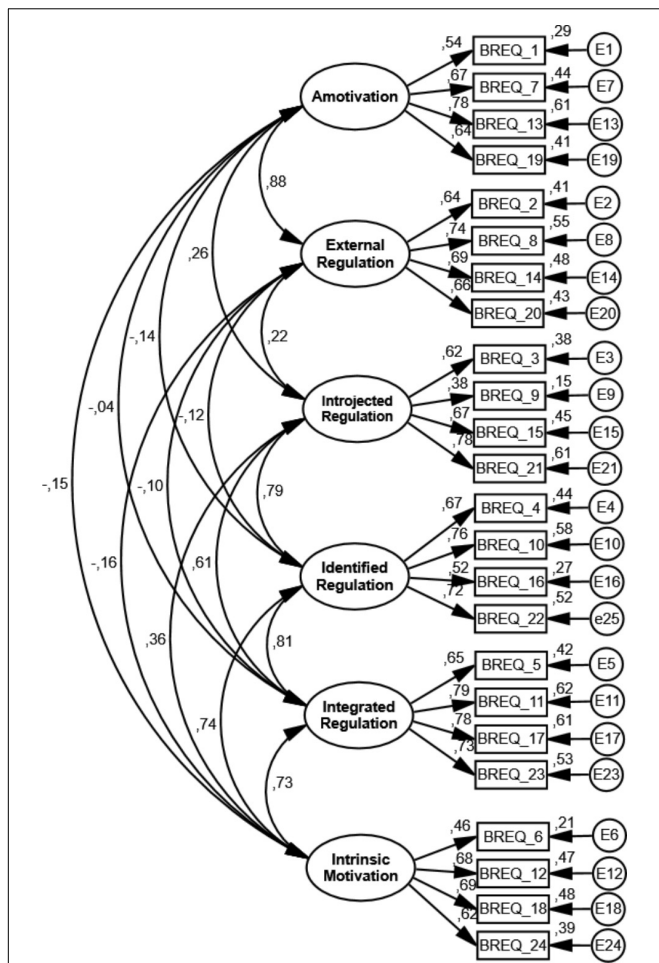 ,54 BREQ_1 ,29 E1
,67 BREQ_7 ,44 E7
Amotivation
,78 BREQ_13 ,61 E13
,64 BREQ_19 ,41 E19
,88
,64 BREQ_2 ,41 E2
,74 BREQ_8 ,55 E8
External
Regulation
,26
,69 BREQ_14 ,48 E14
,66 BREQ_20 ,43 E20
,22
-,14
,62 BREQ_3 ,38 E3
,38 BREQ_9 ,15 E9
Introjected
Regulation
-,04
-,12
,67 BREQ_15 ,45 E15
,78 BREQ_21 ,61 E21
-,15
-,10
,79
,67 BREQ_4 ,44 E4
,76 BREQ_10 ,58 E10
Identified
Regulation
-,16
,61
,52 BREQ_16 ,27 E16
,72 BREQ_22 ,52 e25
,36
,81
,65 BREQ_5 ,42 E5
,79 BREQ_11 ,62 E11
Integrated
Regulation
,74
,78 BREQ_17 ,61 E17
,73 BREQ_23 ,53 E23
,73
,46 BREQ_6 ,21 E6
,68 BREQ_12 ,47 E12
Intrinsic
Motivation
,69 BREQ_18 ,48 E18
,62 BREQ_24 ,39 E24